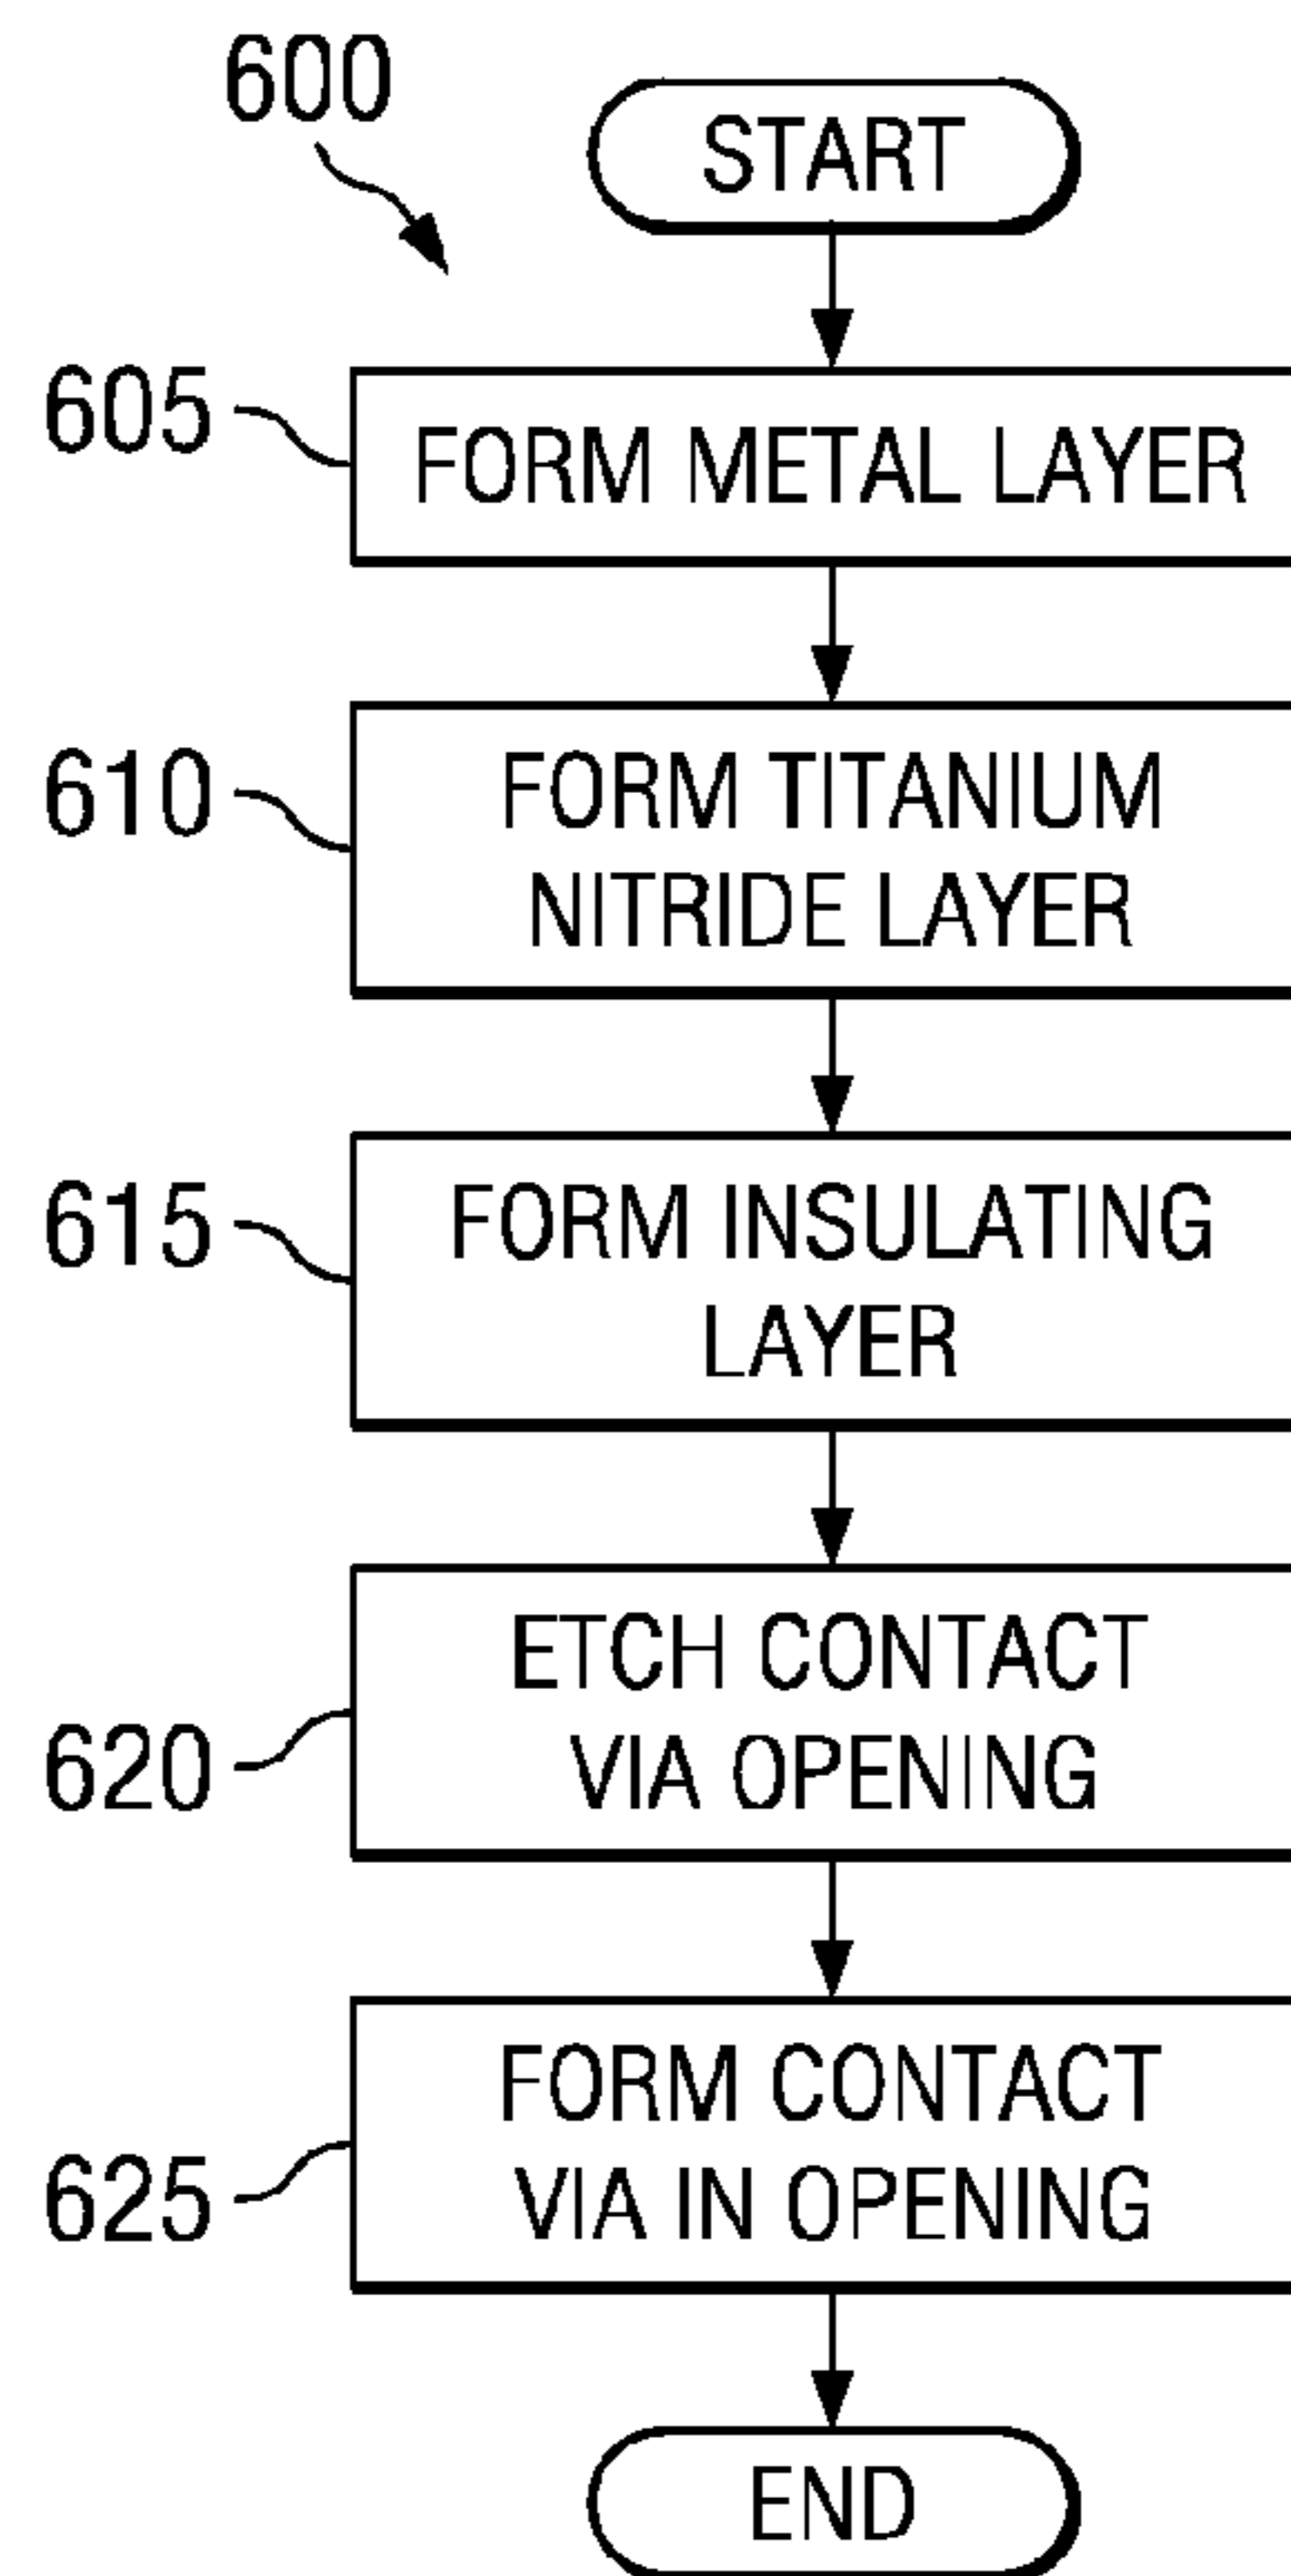 600
START
605
FORM METAL LAYER
610
FORM TITANIUM
NITRIDE LAYER
615
FORM INSULATING
LAYER
620
ETCH CONTACT
VIA OPENING
625
FORM CONTACT
VIA IN OPENING
END